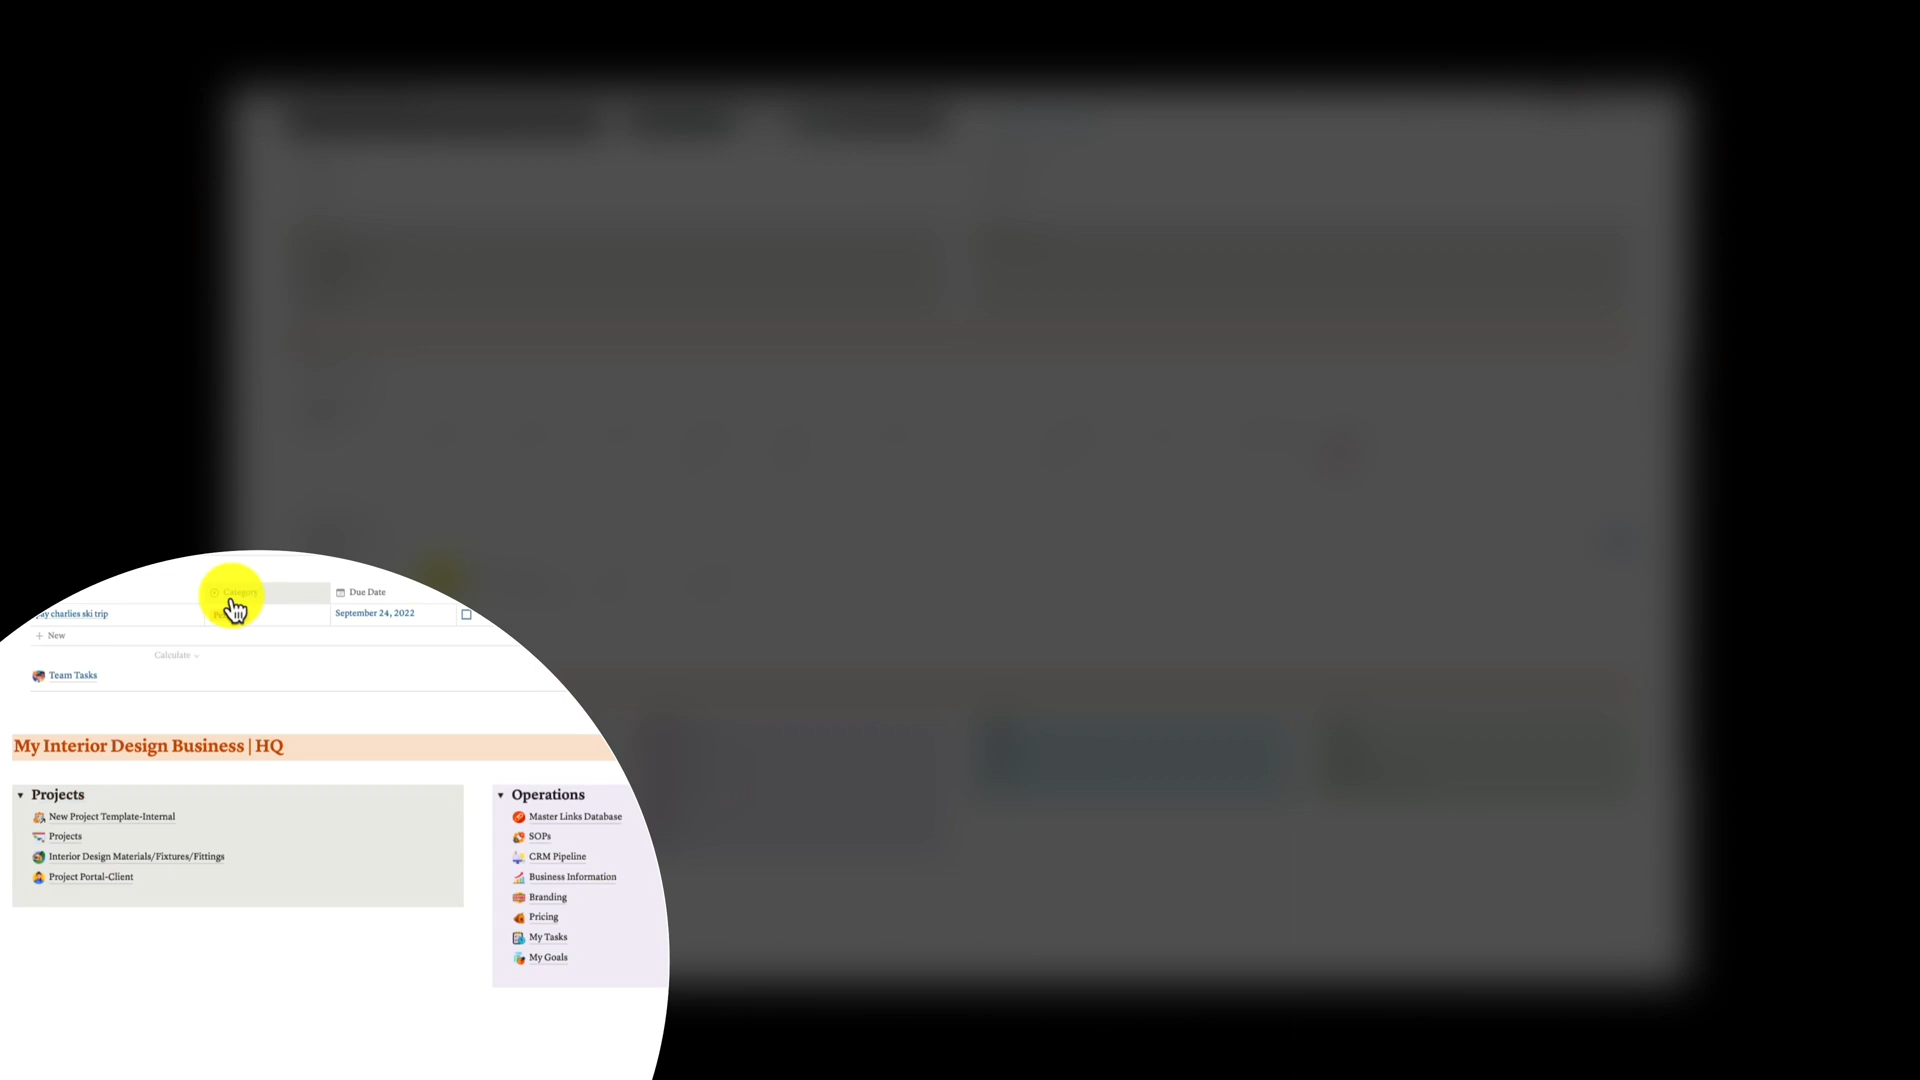 Category Due Date
charlies ski trip September 24, 2022
+ New
Calculate
Team Tasks
My Interior Design Business | HQ
Projects
New Project Template-Internal
Projects
Interior Design Materials/Fixtures/Fittings
Project Portal-Client
Operations
Master Links Database
SOPs
CRM Pipeline
Business Information
Branding
Pricing
My Tasks
My Goals